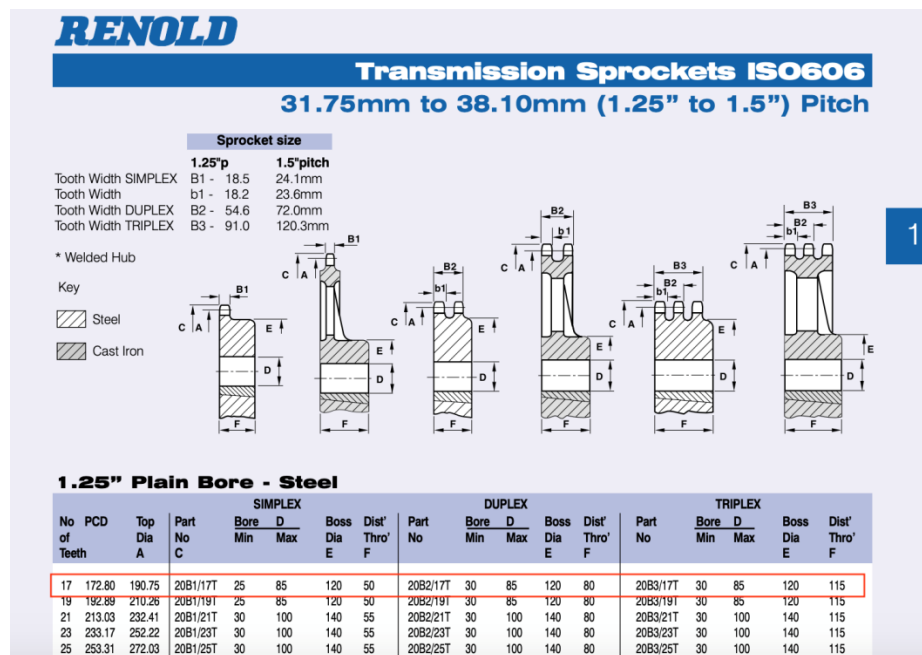 RENOLD
Transmission Sprockets ISO606
31.75mm to 38.10mm (1.25” to 1.5”) Pitch
Sprocket size
1.25"p 1.5"pitch
Tooth Width SIMPLEX B1 - 18.5 24.1mm
Tooth Width b1 - 18.2 23.6mm
Tooth Width DUPLEX B2 - 54.6 72.0mm
Tooth Width TRIPLEX B3 - 91.0 120.3mm
* Welded Hub
Key
Steel
Cast Iron
1
B1 C A E D F
B1 C A E D F
B2 b1 C A E D F
B2 b1 C A E D F
B3 B2 b1 C A E D F
B3 B2 b1 C A E D F
1.25” Plain Bore - Steel
SIMPLEX DUPLEX TRIPLEX
No PCD Top Part Bore D Boss Dist' Part Bore D Boss Dist' Part Bore D Boss Dist'
of Dia No Min Max Dia Thro' No Min Max Dia Thro' No Min Max Dia Thro'
Teeth A C E F E F E F
17 172.80 190.75 20B1/17T 25 85 120 50 20B2/17T 30 85 120 80 20B3/17T 30 85 120 115
19 192.89 210.26 20B1/19T 25 85 120 50 20B2/19T 30 85 120 80 20B3/19T 30 85 120 115
21 213.03 232.41 20B1/21T 30 100 140 55 20B2/21T 30 100 140 80 20B3/21T 30 100 140 115
23 233.17 252.22 20B1/23T 30 100 140 55 20B2/23T 30 100 140 80 20B3/23T 30 100 140 115
25 253.31 272.03 20B1/25T 30 100 140 55 20B2/25T 30 100 140 80 20B3/25T 30 100 140 115